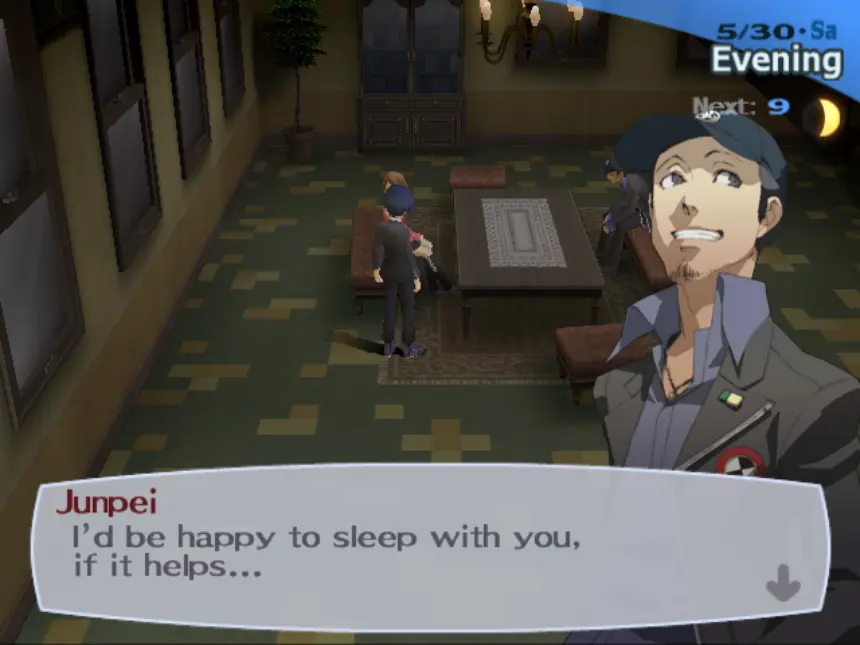 5/30•Sa
Evening
Next: 9
Junpei
I'd be happy to sleep with you,
if it helps...